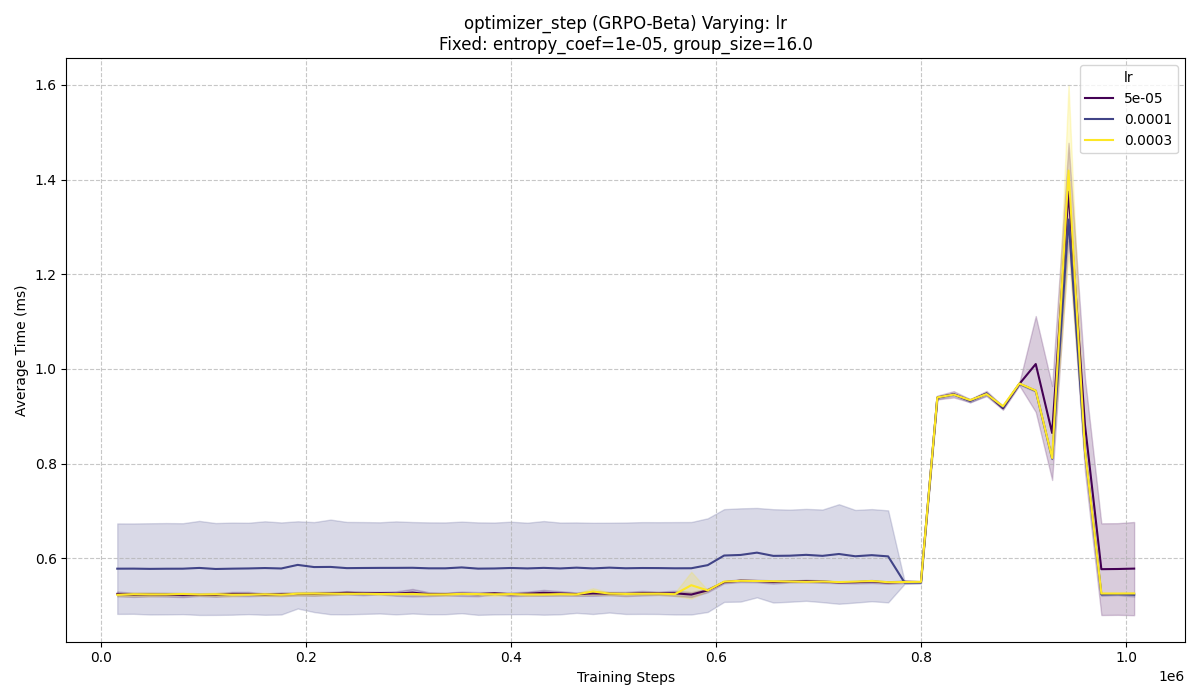 optimizer_step (GRPO-Beta) Varying: lr
Fixed: entropy_coef=1e-05, group_size=16.0
lr
5e-05
0.0001
0.0003
Average Time (ms)
1.6
1.4
1.2
1.0
0.8
0.6
0.0
0.2
0.4
0.6
0.8
1.0
1e6
Training Steps